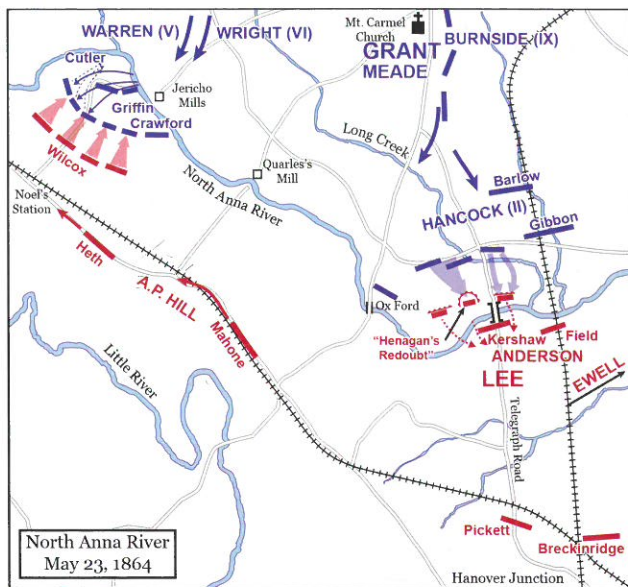 WARREN (V)
WRIGHT (VI)
Mt. Carmel
Church
GRANT
MEADE
BURNSIDE (IX)
Cutler
Griffin
Crawford
Jericho
Mills
Wilcox
Long Creek
Quarles's
Mill
North Anna River
Barlow
HANCOCK (II)
Gibbon
Noel's
Station
Heth
A.P. HILL
Mahone
Ox Ford
"Henagan's
Redoubt"
Kershaw
Field
ANDERSON
LEE
EWELL
Little River
Telegraph Road
Pickett
Breckinridge
Hanover Junction
North Anna River
May 23, 1864